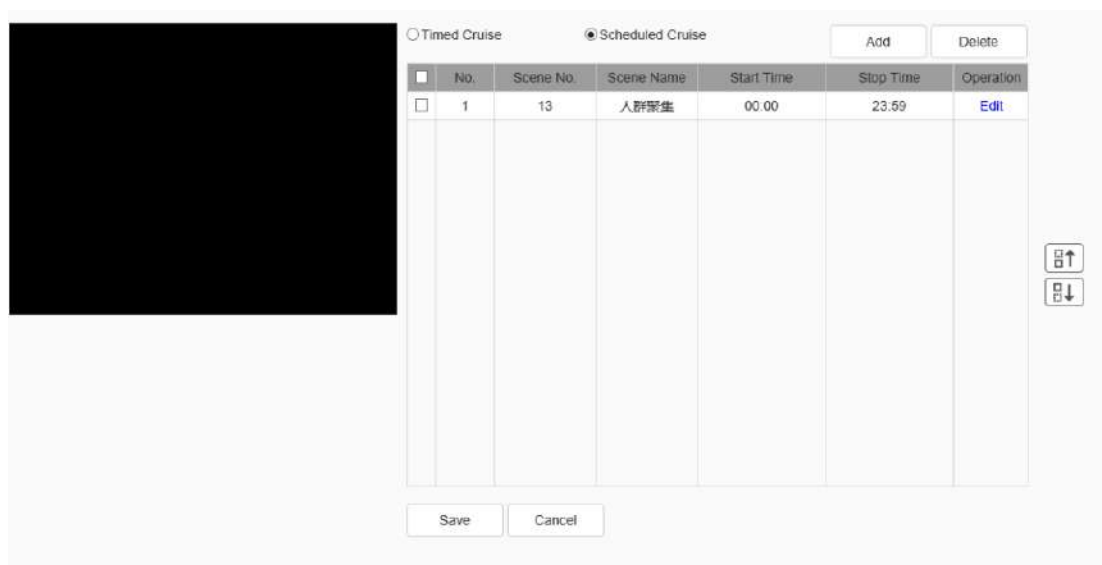 Timed Cruise Scheduled Cruise Add Delete
No. Scene No. Scene Name Start Time Stop Time Operation
1 13 人群聚集 00.00 23.59 Edit
Save Cancel